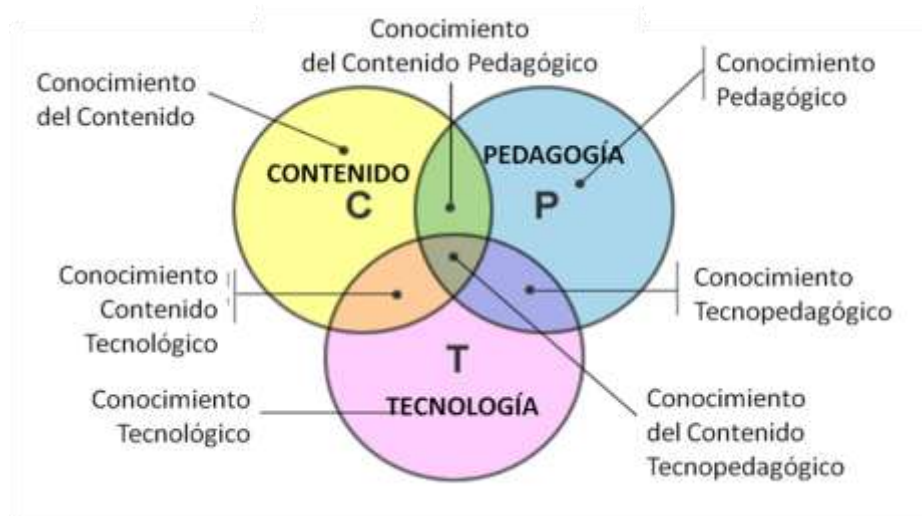 Conocimiento
del Contenido Pedagógico
Conocimiento
del Contenido
Conocimiento
Pedagógico
CONTENIDO
C
PEDAGOGÍA
P
Conocimiento
Contenido
Tecnológico
Conocimiento
Tecnopedagógico
T
TECNOLOGÍA
Conocimiento
Tecnológico
Conocimiento
del Contenido
Tecnopedagógico